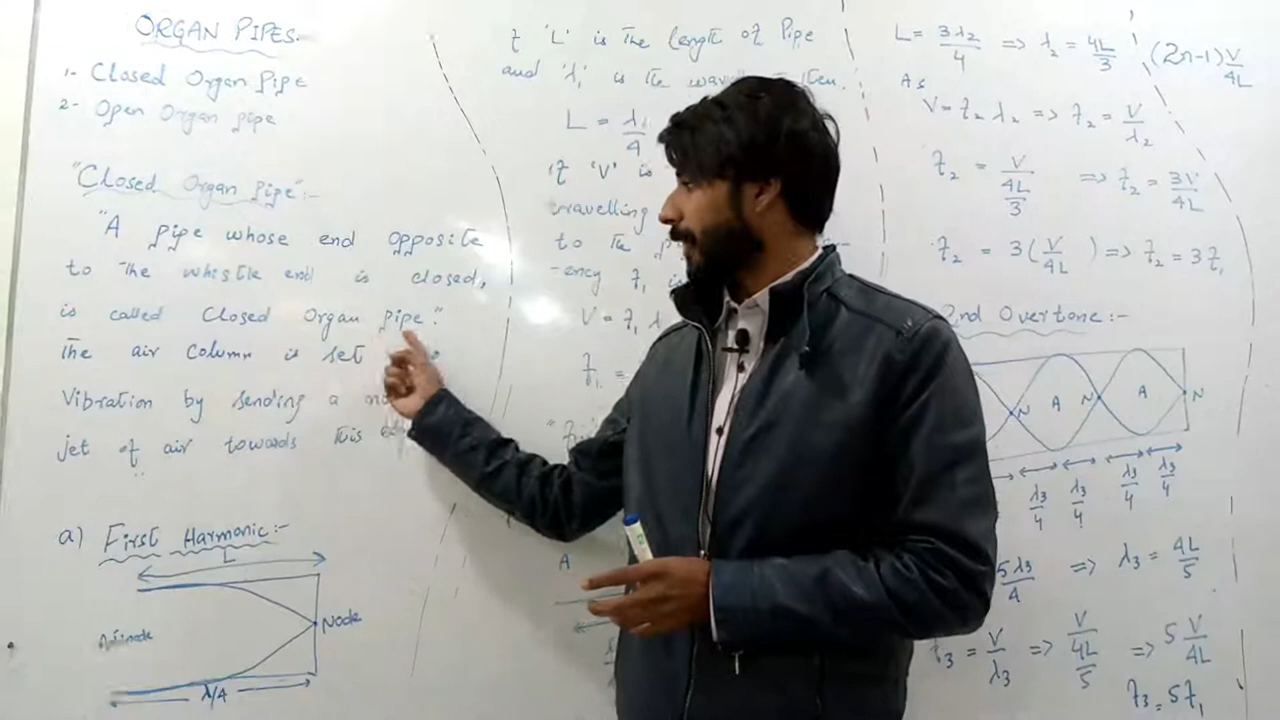 ORGAN PIPES.
1- Closed Organ Pipe
2- Open Organ pipe
"Closed Organ Pipe":-
"A pipe whose end opposite
to the whistle end is closed,
is called Closed Organ pipe."
The air column is set
Vibration by sending a
jet of air towards this
a) First Harmonic:-
L
Node
Antinode
λ/4
If 'L' is the length of Pipe
and 'λ₁' is the then.
L = λ₁/4
if 'V' is
travelling
to the
-ency f₁ is
V = f₁ λ
f₁ =
A
L = 3λ₂/4 => λ₂ = 4L/3
(2n-1) V/4L
As
V = f₂ λ₂ => f₂ = V/λ₂
f₂ = V/(4L/3) => f₂ = 3V/4L
f₂ = 3(V/4L) => f₂ = 3f₁
2nd Overtone:-
N A N A N
λ₃/4 λ₃/4 λ₃/4 λ₃/4
5λ₃/4 => λ₃ = 4L/5
f₃ = V/λ₃ => V/(4L/5) => 5 V/4L
f₃ = 5f₁